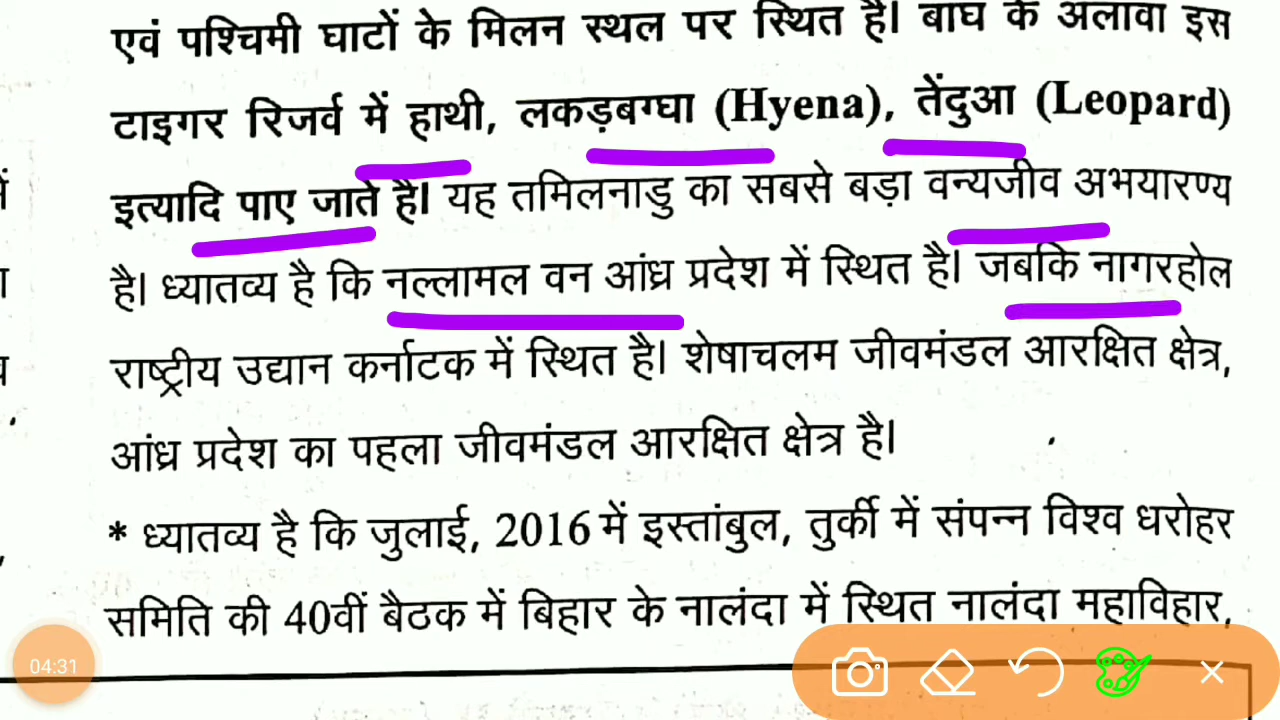 एवं पश्चिमी घाटों के मिलन स्थल पर स्थित है। बाघ के अलावा इस
टाइगर रिजर्व में हाथी, लकड़बग्घा (Hyena), तेंदुआ (Leopard)
इत्यादि पाए जाते है। यह तमिलनाडु का सबसे बड़ा वन्यजीव अभयारण्य
है। ध्यातव्य है कि नल्लामल वन आंध्र प्रदेश में स्थित है। जबकि नागरहोल
राष्ट्रीय उद्यान कर्नाटक में स्थित है। शेषाचलम जीवमंडल आरक्षित क्षेत्र,
आंध्र प्रदेश का पहला जीवमंडल आरक्षित क्षेत्र है।
* ध्यातव्य है कि जुलाई, 2016 में इस्तांबुल, तुर्की में संपन्न विश्व धरोहर
समिति की 40वीं बैठक में बिहार के नालंदा में स्थित नालंदा महाविहार,
04:31